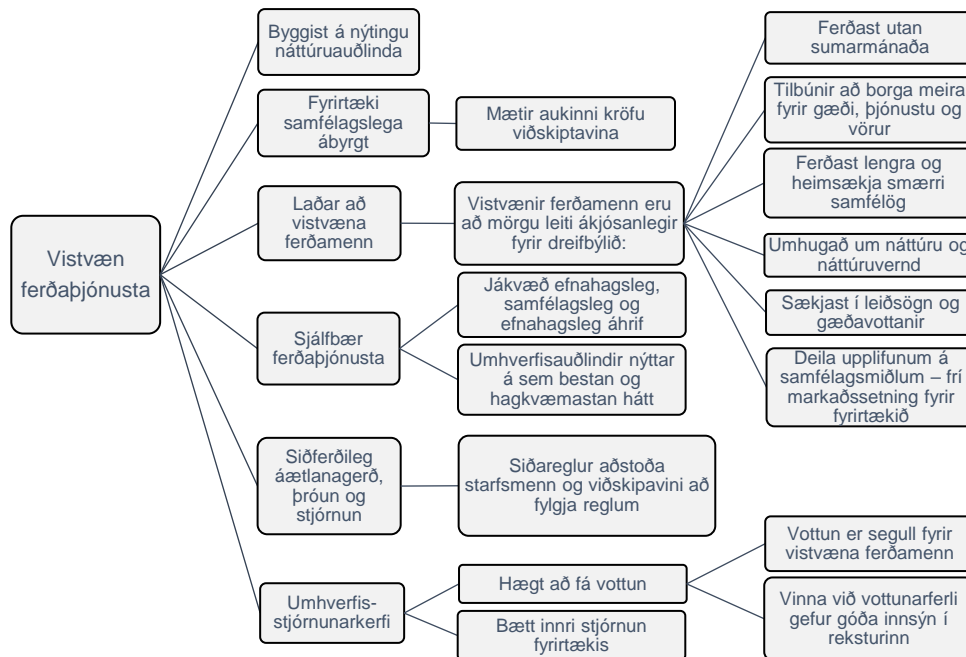 Vistvæn
ferðaþjónusta
Byggist á nýtingu
náttúruauðlinda
Fyrirtæki
samfélagslega
ábyrgt
Mætir aukinni kröfu
viðskiptavina
Laðar að
vistvæna
ferðamenn
Vistvænir ferðamenn eru
að mörgu leiti ákjósanlegir
fyrir dreifbýlið:
Ferðast utan
sumarmánaða
Tilbúnir að borga meira
fyrir gæði, þjónustu og
vörur
Ferðast lengra og
heimsækja smærri
samfélög
Umhugað um náttúru og
náttúruvernd
Sækjast í leiðsögn og
gæðavottanir
Deila upplifunum á
samfélagsmiðlum – frí
markaðssetning fyrir
fyrirtækið
Sjálfbær
ferðaþjónusta
Jákvæð efnahagsleg,
samfélagsleg og
efnahagsleg áhrif
Umhverfisauðlindir nýttar
á sem bestan og
hagkvæmastan hátt
Siðferðileg
áætlanagerð,
þróun og
stjórnun
Siðareglur aðstoða
starfsmenn og viðskipavini að
fylgja reglum
Umhverfis-
stjórnunarkerfi
Hægt að fá vottun
Vottun er segull fyrir
vistvæna ferðamenn
Vinna við vottunarferli
gefur góða innsýn í
reksturinn
Bætt innri stjórnun
fyrirtækis